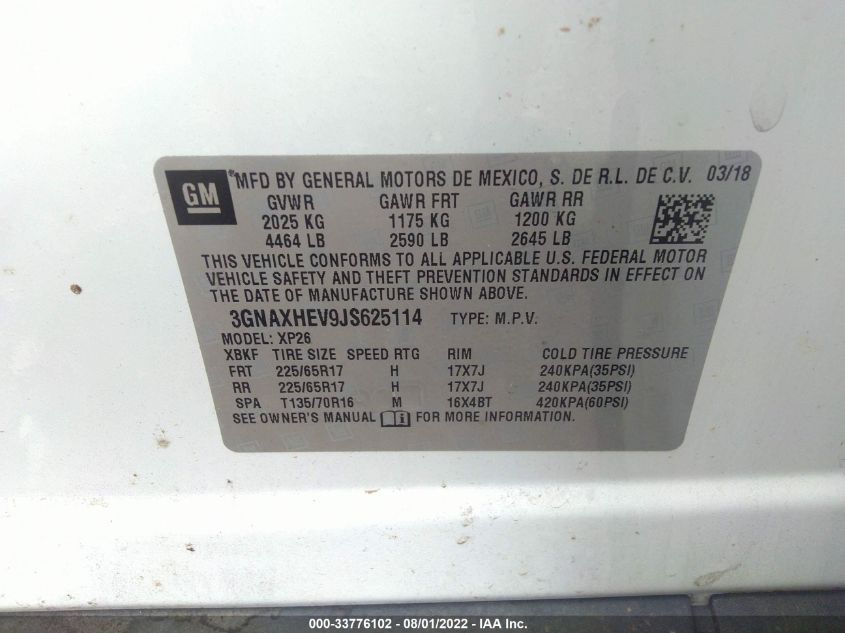 GM ®MFD BY GENERAL MOTORS DE MEXICO, S. DE R.L. DE C.V. 03/18
GVWR GAWR FRT GAWR RR
2025 KG 1175 KG 1200 KG
4464 LB 2590 LB 2645 LB
THIS VEHICLE CONFORMS TO ALL APPLICABLE U.S. FEDERAL MOTOR
VEHICLE SAFETY AND THEFT PREVENTION STANDARDS IN EFFECT ON
THE DATE OF MANUFACTURE SHOWN ABOVE.
3GNAXHEV9JS625114 TYPE: M.P.V.
MODEL: XP26
XBKF TIRE SIZE SPEED RTG RIM COLD TIRE PRESSURE
FRT 225/65R17 H 17X7J 240KPA(35PSI)
RR 225/65R17 H 17X7J 240KPA(35PSI)
SPA T135/70R16 M 16X4BT 420KPA(60PSI)
SEE OWNER'S MANUAL FOR MORE INFORMATION.
000-33776102 - 08/01/2022 - IAA Inc.